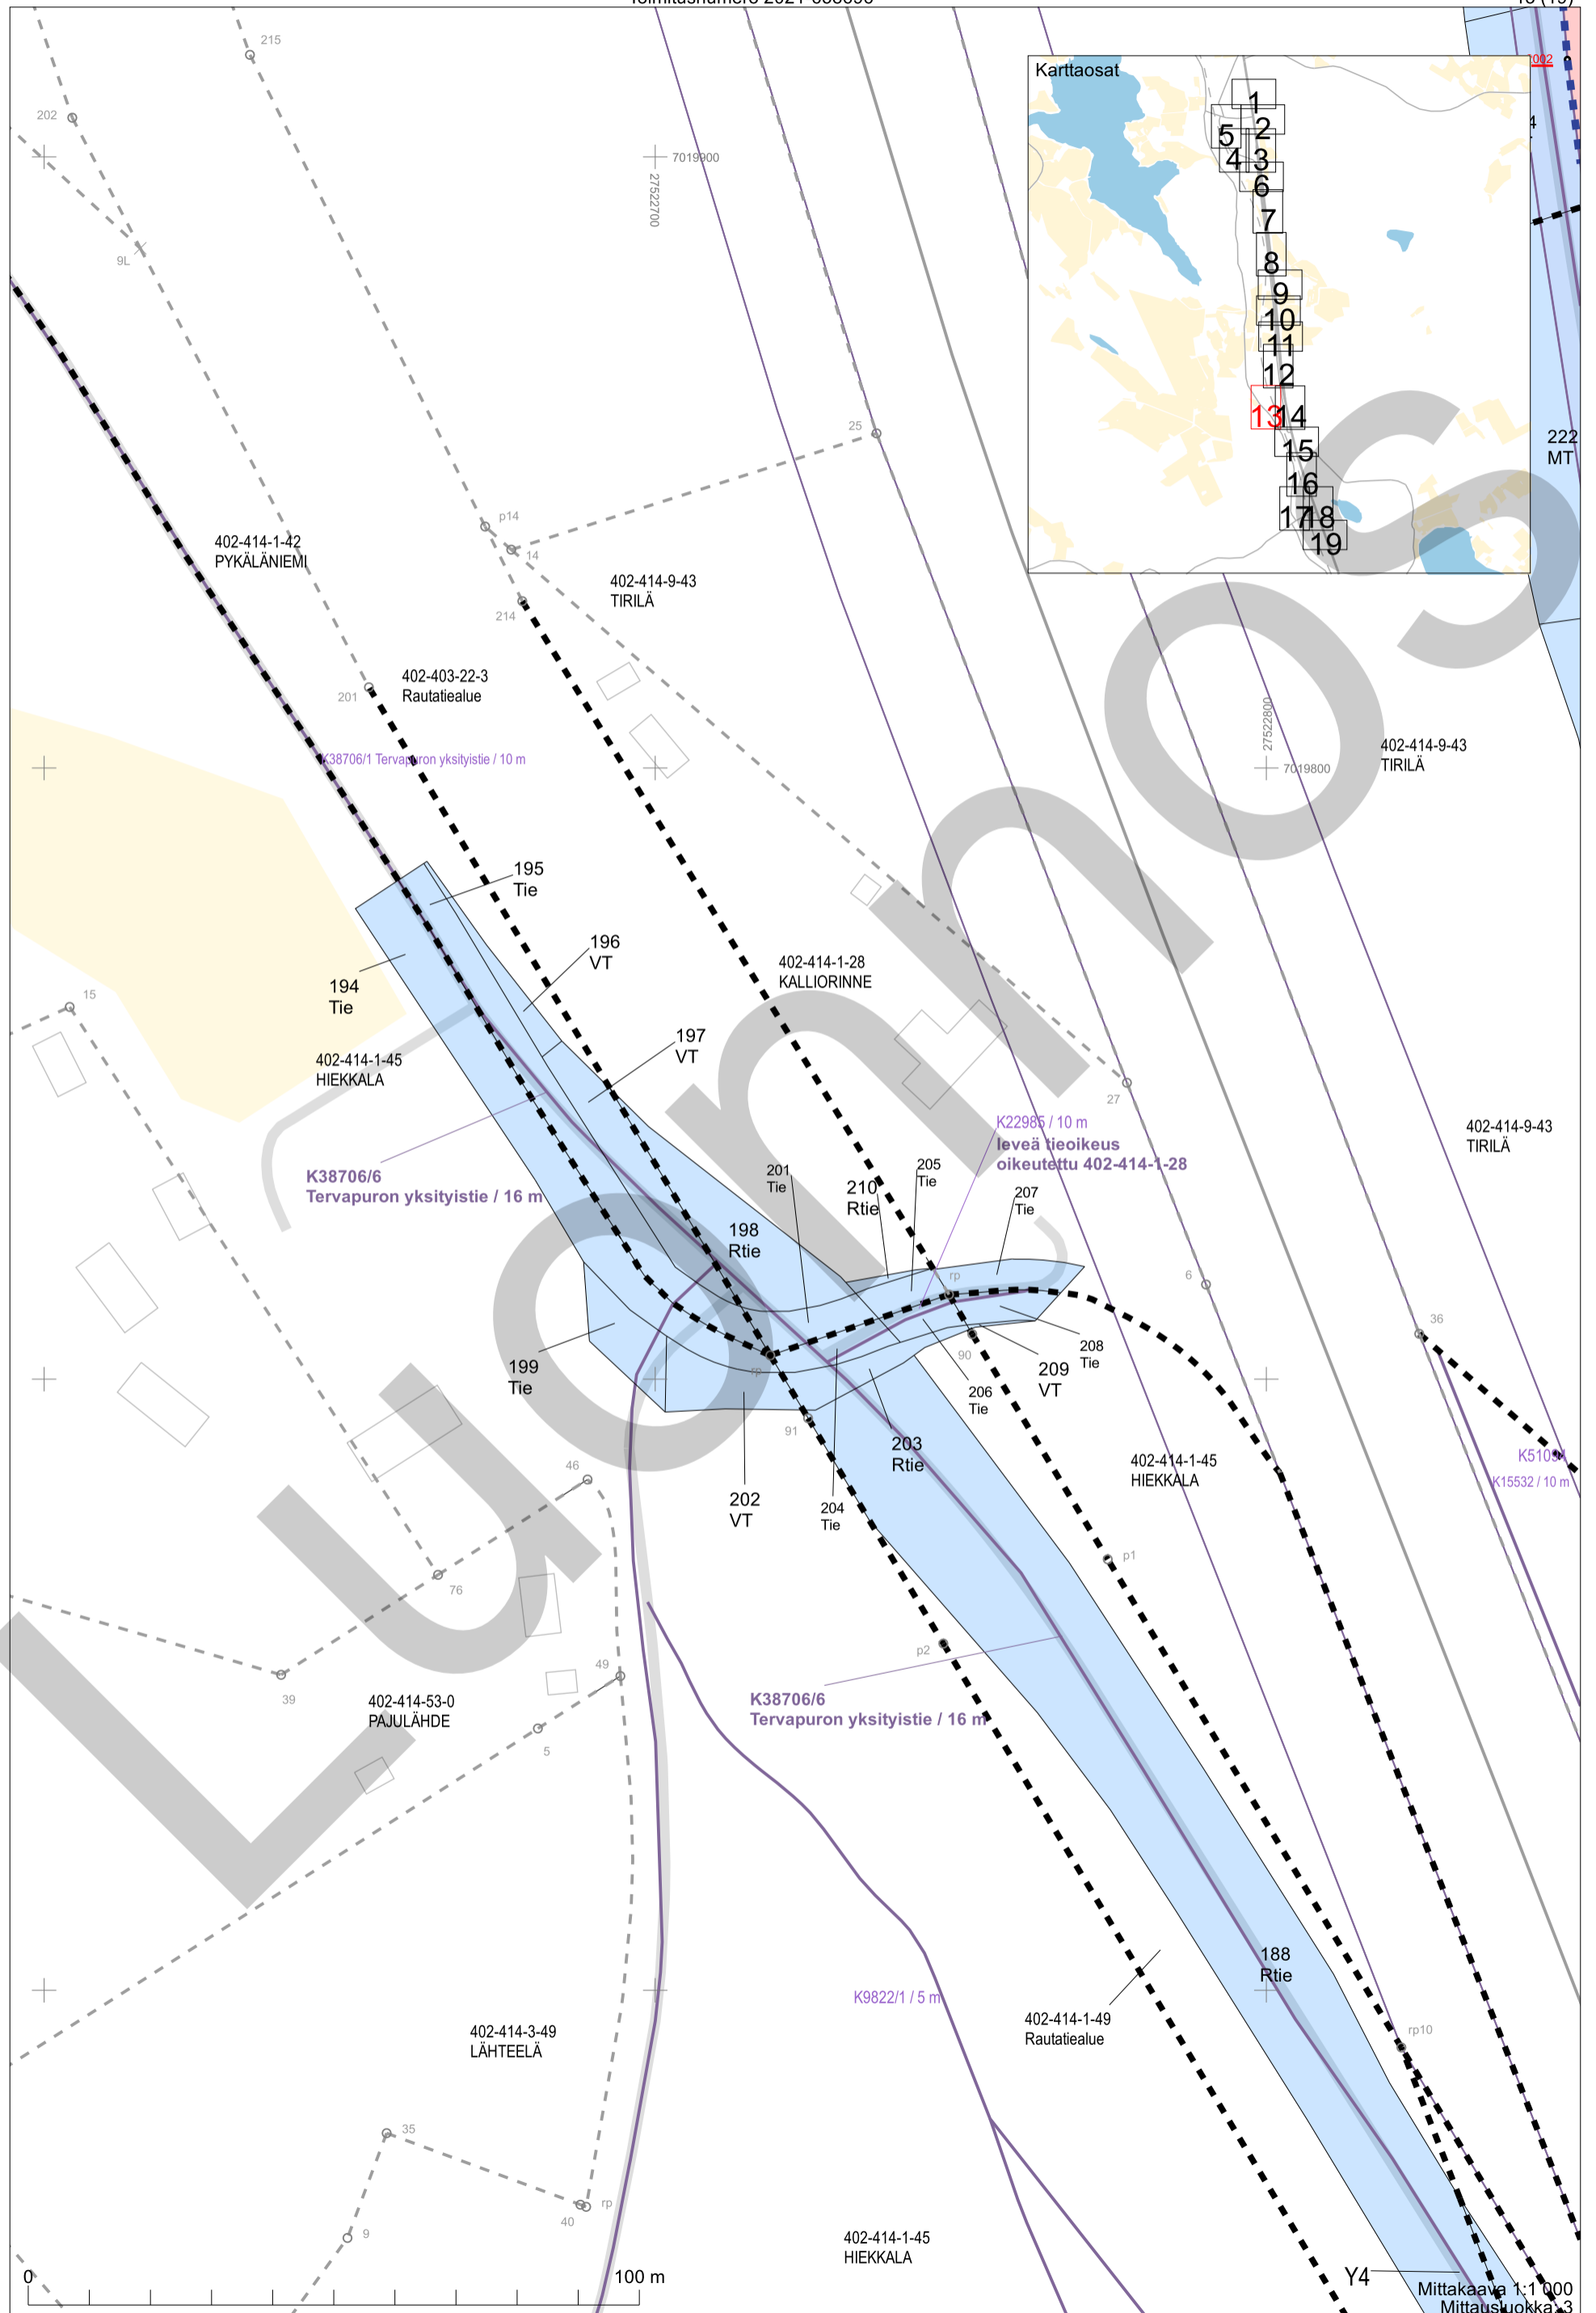 Karttaosat
1
2
5
4
3
6
7
8
9
10
11
12
13
14
15
16
17
18
19
215
202
9L
7019900
27522700
25
p14
14
214
402-414-1-42
PYKÄLÄNIEMI
402-414-9-43
TIRILÄ
222
MT
201
402-403-22-3
Rautatiealue
K38706/1 Tervapuron yksityistie / 10 m
27522800
7019800
402-414-9-43
TIRILÄ
195
Tie
196
VT
194
Tie
402-414-1-28
KALLIORINNE
15
197
VT
402-414-1-45
HIEKKALA
27
K22985 / 10 m
leveä tieoikeus
oikeutettu 402-414-1-28
402-414-9-43
TIRILÄ
K38706/6
Tervapuron yksityistie / 16 m
201
Tie
210
Rtie
205
Tie
207
Tie
198
Rtie
rp
6
36
199
Tie
rp
90
209
VT
208
Tie
206
Tie
91
203
Rtie
402-414-1-45
HIEKKALA
K15532 / 10 m
46
202
VT
204
Tie
76
p1
p2
39
49
5
402-414-53-0
PAJULÄHDE
K38706/6
Tervapuron yksityistie / 16 m
188
Rtie
K9822/1 / 5 m
402-414-1-49
Rautatiealue
rp10
402-414-3-49
LÄHTEELÄ
35
rp
40
9
402-414-1-45
HIEKKALA
0
100 m
Y4
Mittakaava 1:1 000
Mittausluokka: 3
Luonnos